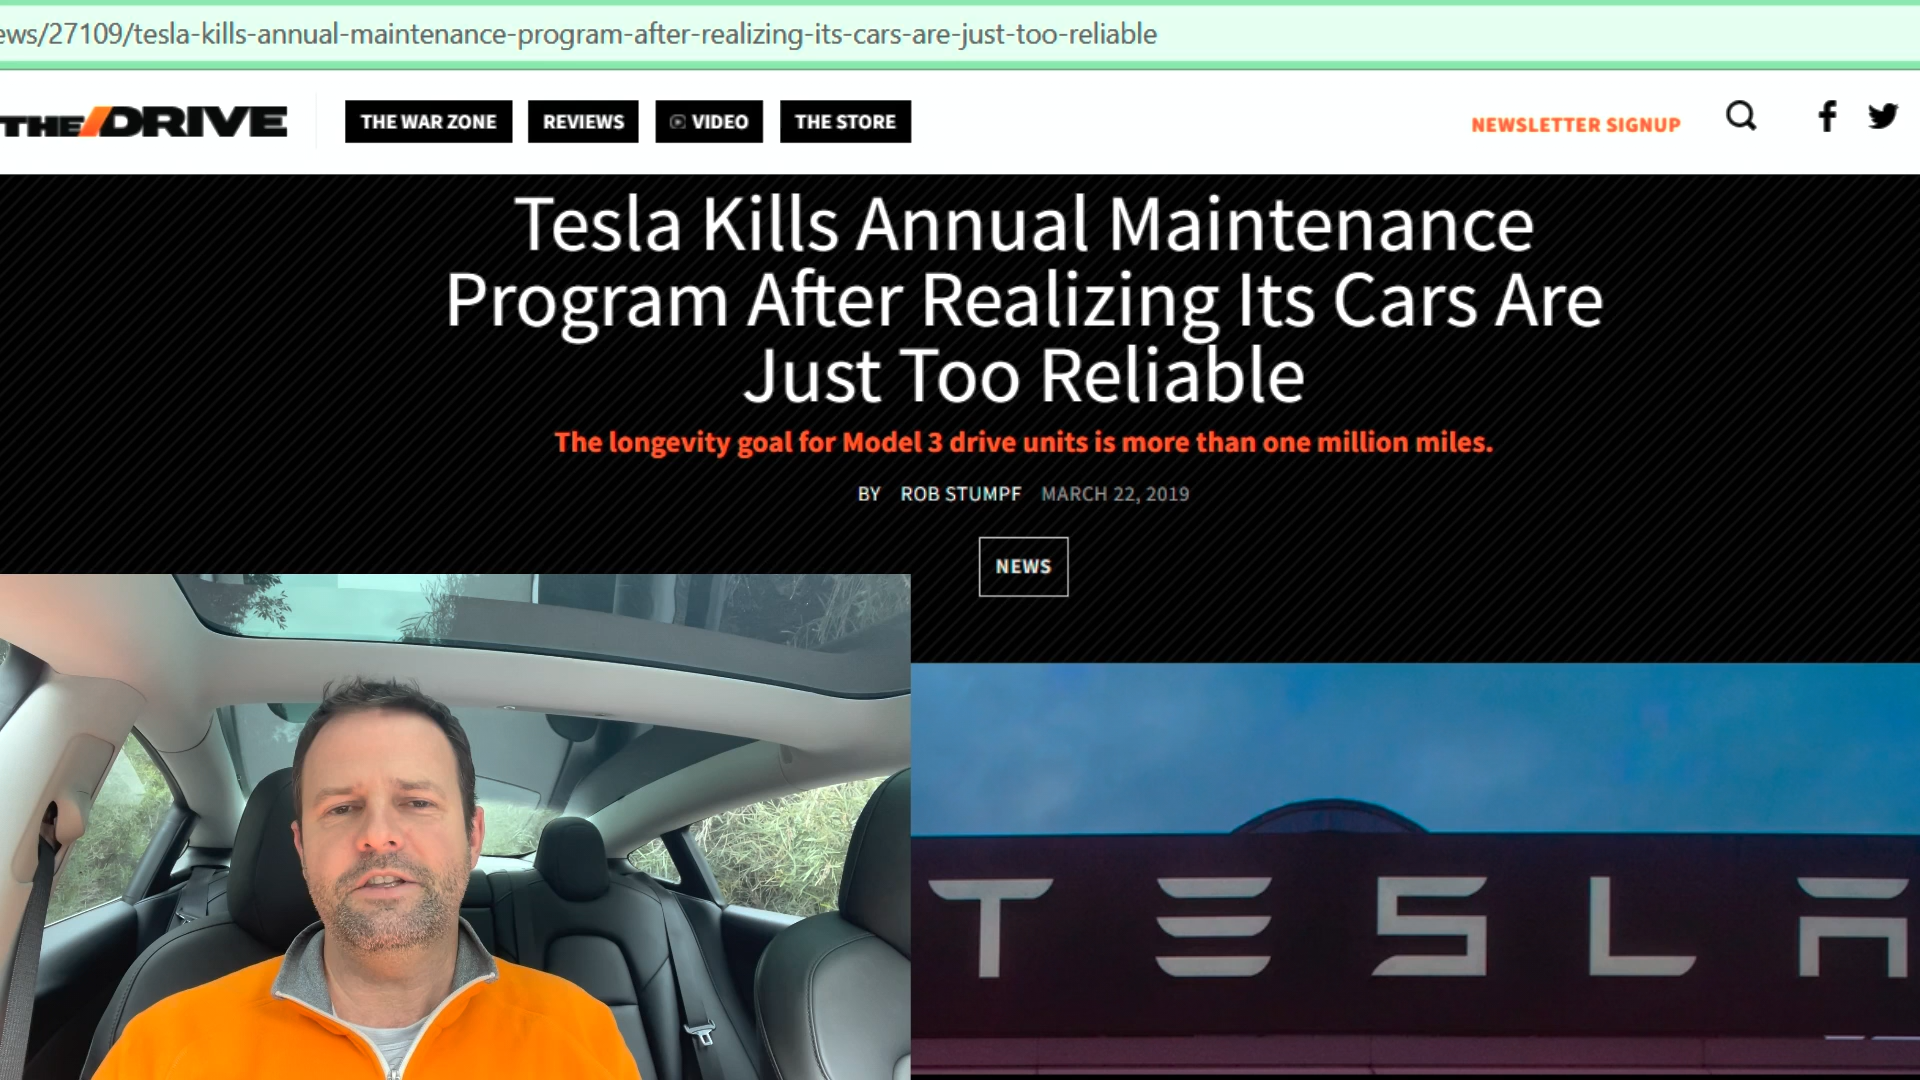 ews/27109/tesla-kills-annual-maintenance-program-after-realizing-its-cars-are-just-too-reliable
THE/DRIVE
THE WAR ZONE
REVIEWS
VIDEO
THE STORE
NEWSLETTER SIGNUP
Tesla Kills Annual Maintenance
Program After Realizing Its Cars Are
Just Too Reliable
The longevity goal for Model 3 drive units is more than one million miles.
BY ROB STUMPF MARCH 22, 2019
NEWS
TESLA